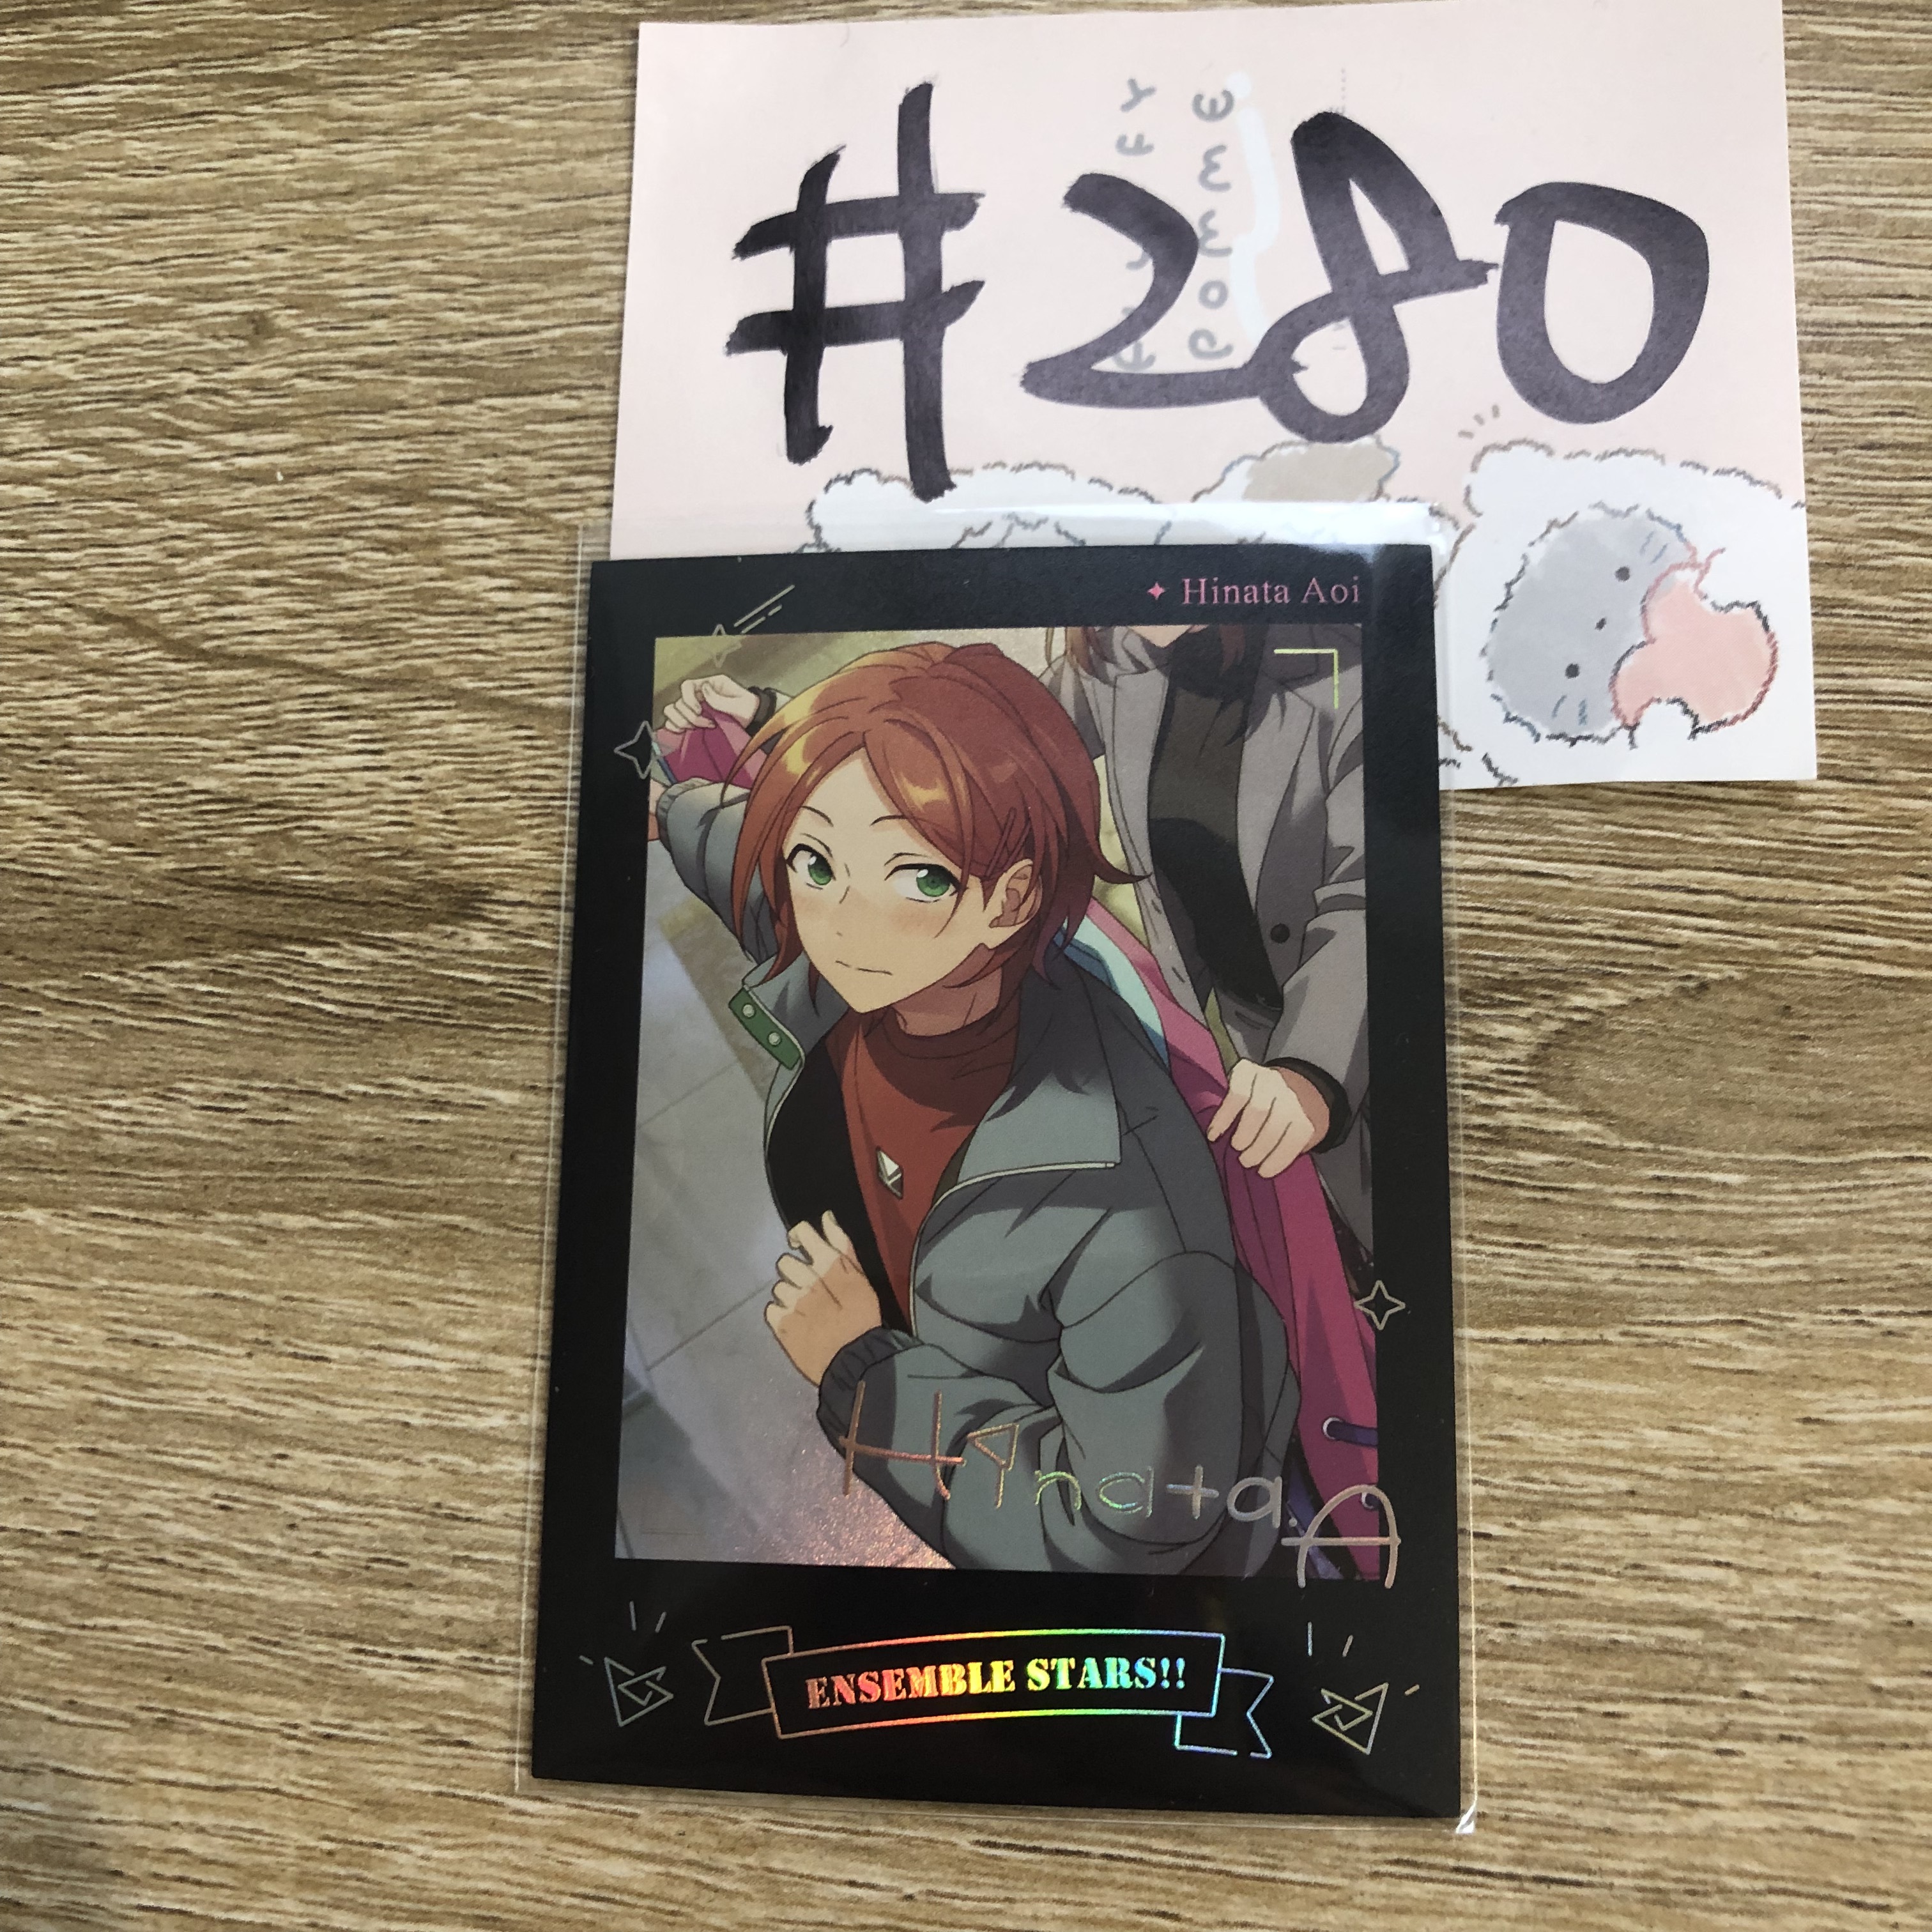 #280
✦ Hinata Aoi
Hinata.A
ENSEMBLE STARS!!